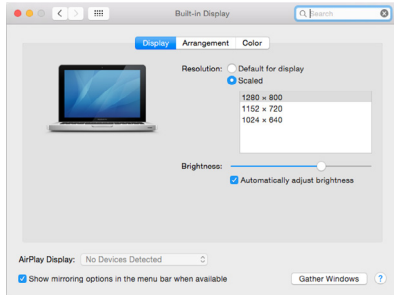 Built-in Display
Search
Display Arrangement Color
Resolution: Default for display
Scaled
1280 × 800
1152 × 720
1024 × 640
Brightness:
Automatically adjust brightness
AirPlay Display: No Devices Detected
Show mirroring options in the menu bar when available
Gather Windows ?